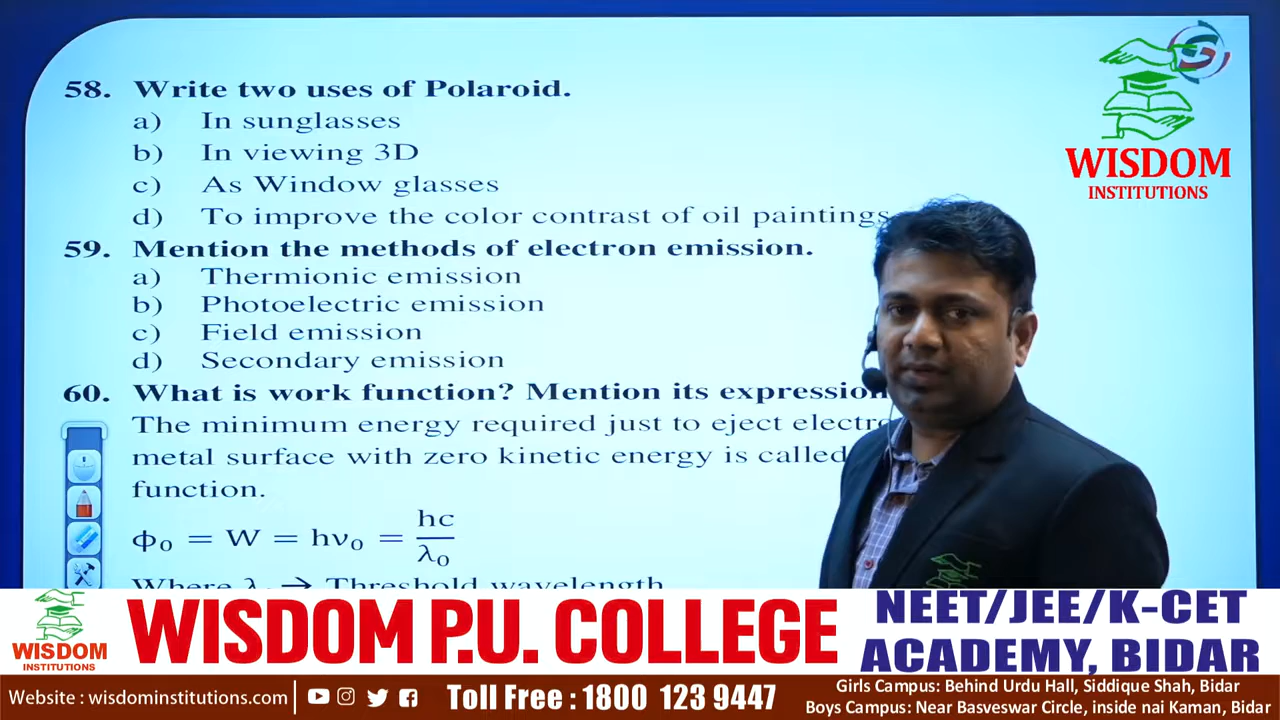 58. Write two uses of Polaroid.
a) In sunglasses
b) In viewing 3D
c) As Window glasses
d) To improve the color contrast of oil paintings
59. Mention the methods of electron emission.
a) Thermionic emission
b) Photoelectric emission
c) Field emission
d) Secondary emission
60. What is work function? Mention its expression
The minimum energy required just to eject
metal surface with zero kinetic energy is called
function.
ϕ₀ = W = hν₀ = hc/λ₀
Where λ → Threshold wavelength
WISDOM
INSTITUTIONS
WISDOM
INSTITUTIONS
WISDOM P.U. COLLEGE
NEET/JEE/K-CET
ACADEMY, BIDAR
Website : wisdominstitutions.com
Toll Free : 1800 123 9447
Girls Campus: Behind Urdu Hall, Siddique Shah, Bidar
Boys Campus: Near Basveswar Circle, inside nai Kaman, Bidar